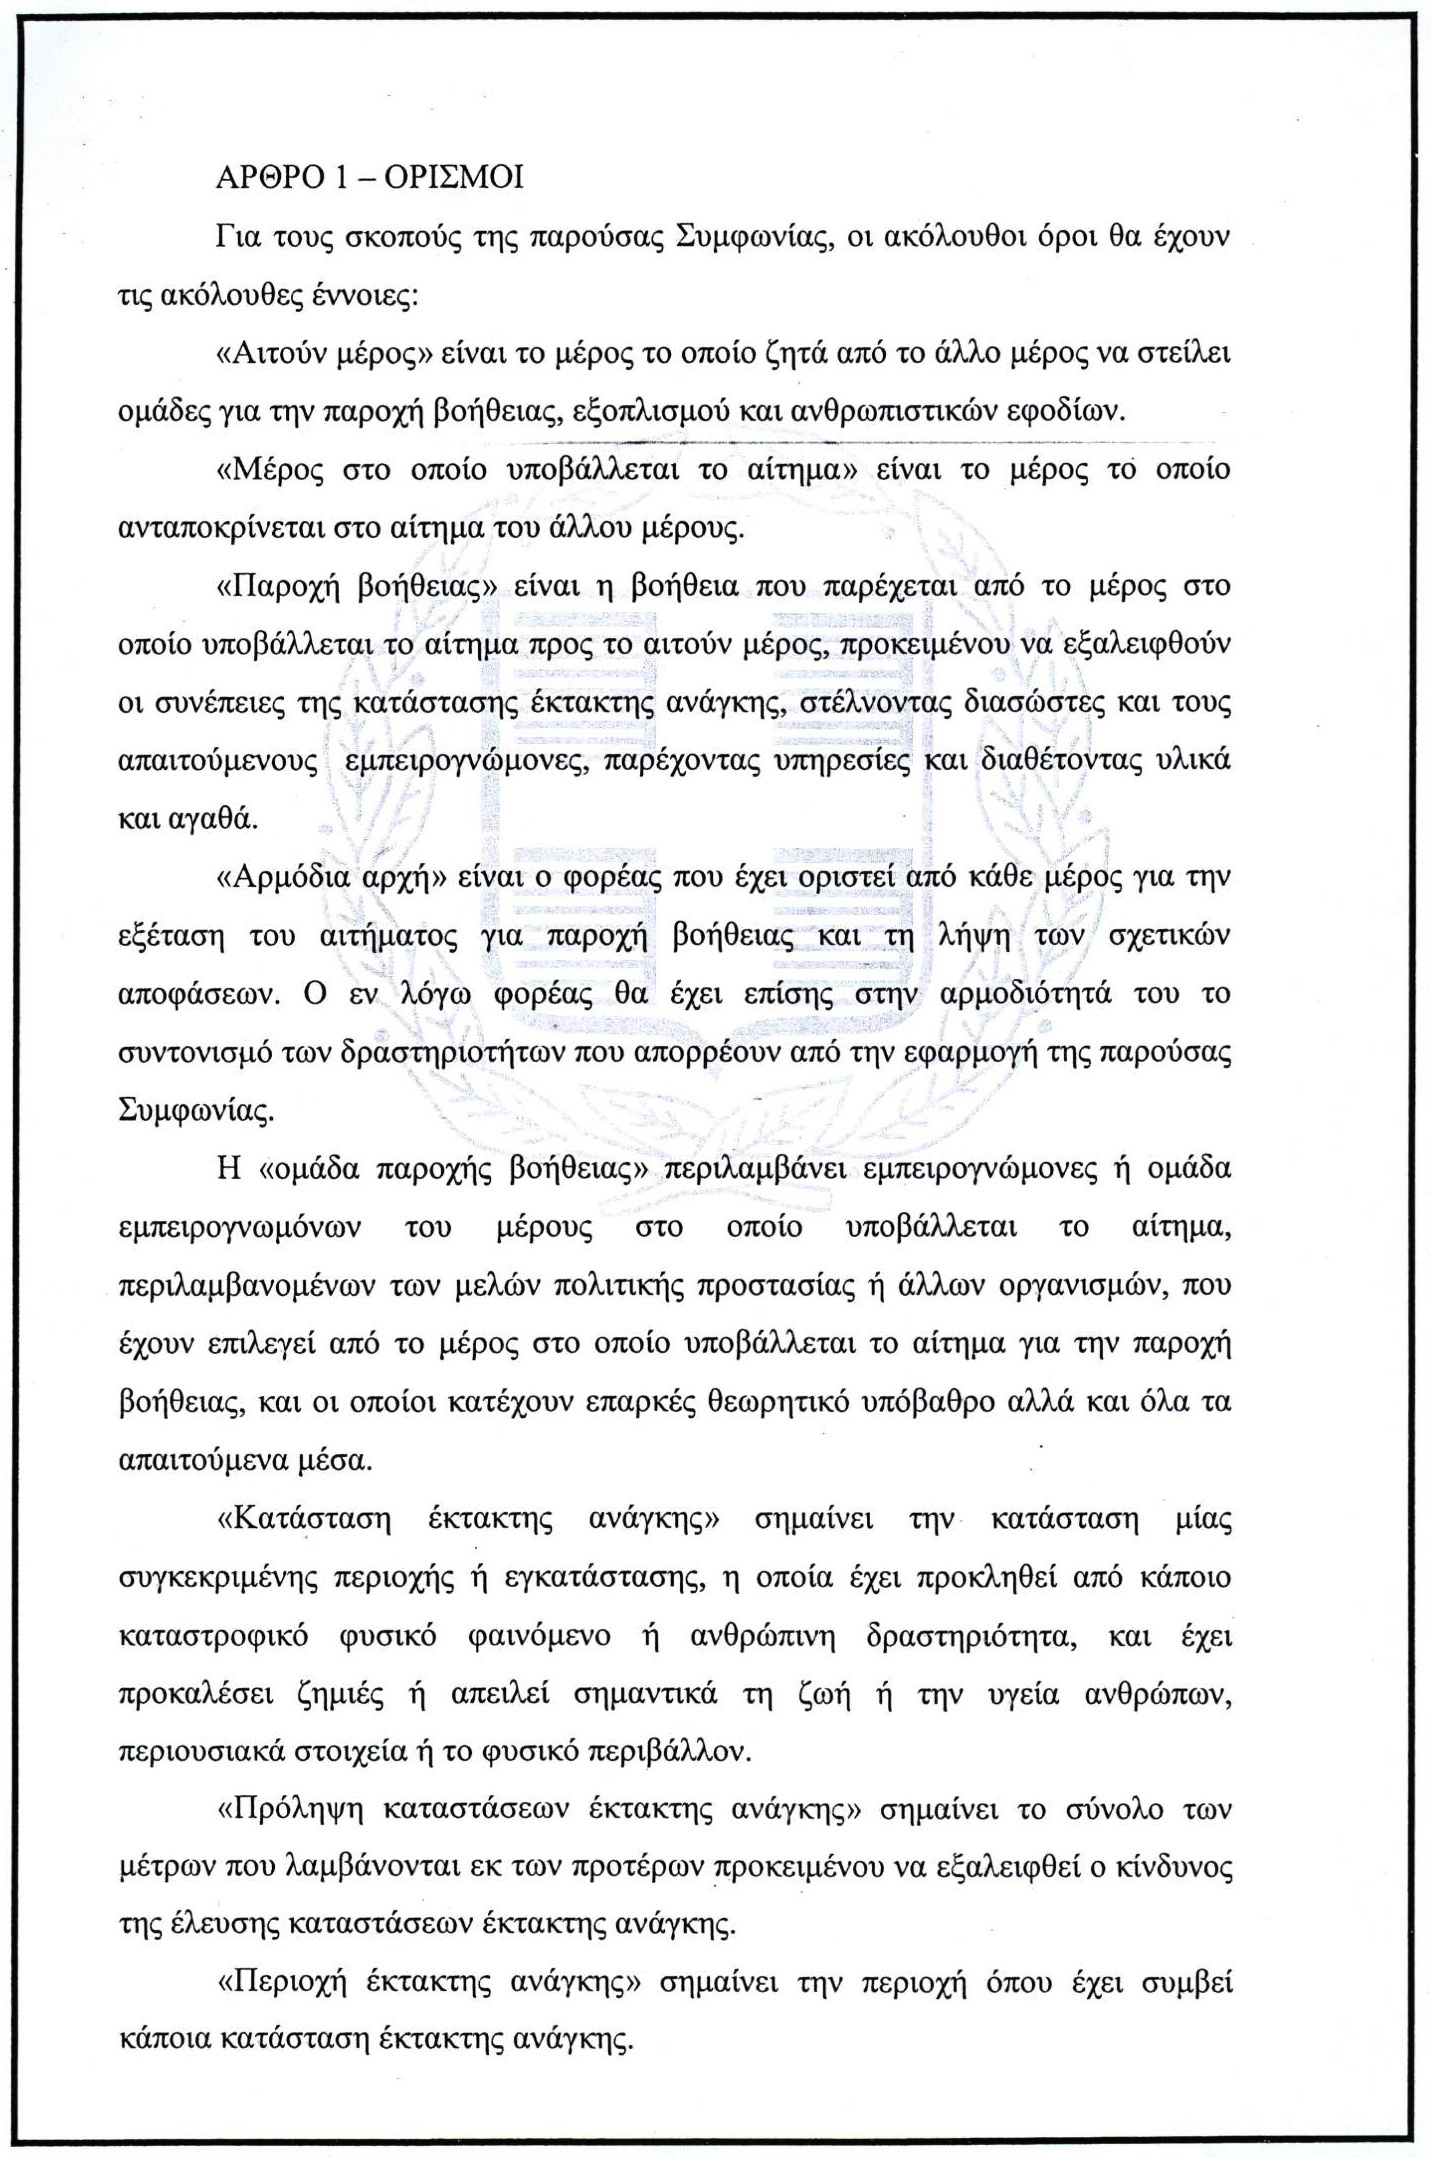 ΑΡΘΡΟ 1 – ΟΡΙΣΜΟΙ
Για τους σκοπούς της παρούσας Συμφωνίας, οι ακόλουθοι όροι θα έχουν
τις ακόλουθες έννοιες:
«Αιτούν μέρος» είναι το μέρος το οποίο ζητά από το άλλο μέρος να στείλει
ομάδες για την παροχή βοήθειας, εξοπλισμού και ανθρωπιστικών εφοδίων.
«Μέρος στο οποίο υποβάλλεται το αίτημα» είναι το μέρος το οποίο
ανταποκρίνεται στο αίτημα του άλλου μέρους.
«Παροχή βοήθειας» είναι η βοήθεια που παρέχεται από το μέρος στο
οποίο υποβάλλεται το αίτημα προς το αιτούν μέρος, προκειμένου να εξαλειφθούν
οι συνέπειες της κατάστασης έκτακτης ανάγκης, στέλνοντας διασώστες και τους
απαιτούμενους εμπειρογνώμονες, παρέχοντας υπηρεσίες και διαθέτοντας υλικά
και αγαθά.
«Αρμόδια αρχή» είναι ο φορέας που έχει οριστεί από κάθε μέρος για την
εξέταση του αιτήματος για παροχή βοήθειας και τη λήψη των σχετικών
αποφάσεων. Ο εν λόγω φορέας θα έχει επίσης στην αρμοδιότητά του το
συντονισμό των δραστηριοτήτων που απορρέουν από την εφαρμογή της παρούσας
Συμφωνίας.
Η «ομάδα παροχής βοήθειας» περιλαμβάνει εμπειρογνώμονες ή ομάδα
εμπειρογνωμόνων του μέρους στο οποίο υποβάλλεται το αίτημα,
περιλαμβανομένων των μελών πολιτικής προστασίας ή άλλων οργανισμών, που
έχουν επιλεγεί από το μέρος στο οποίο υποβάλλεται το αίτημα για την παροχή
βοήθειας, και οι οποίοι κατέχουν επαρκές θεωρητικό υπόβαθρο αλλά και όλα τα
απαιτούμενα μέσα.
«Κατάσταση έκτακτης ανάγκης» σημαίνει την κατάσταση μίας
συγκεκριμένης περιοχής ή εγκατάστασης, η οποία έχει προκληθεί από κάποιο
καταστροφικό φυσικό φαινόμενο ή ανθρώπινη δραστηριότητα, και έχει
προκαλέσει ζημιές ή απειλεί σημαντικά τη ζωή ή την υγεία ανθρώπων,
περιουσιακά στοιχεία ή το φυσικό περιβάλλον.
«Πρόληψη καταστάσεων έκτακτης ανάγκης» σημαίνει το σύνολο των
μέτρων που λαμβάνονται εκ των προτέρων προκειμένου να εξαλειφθεί ο κίνδυνος
της έλευσης καταστάσεων έκτακτης ανάγκης.
«Περιοχή έκτακτης ανάγκης» σημαίνει την περιοχή όπου έχει συμβεί
κάποια κατάσταση έκτακτης ανάγκης.